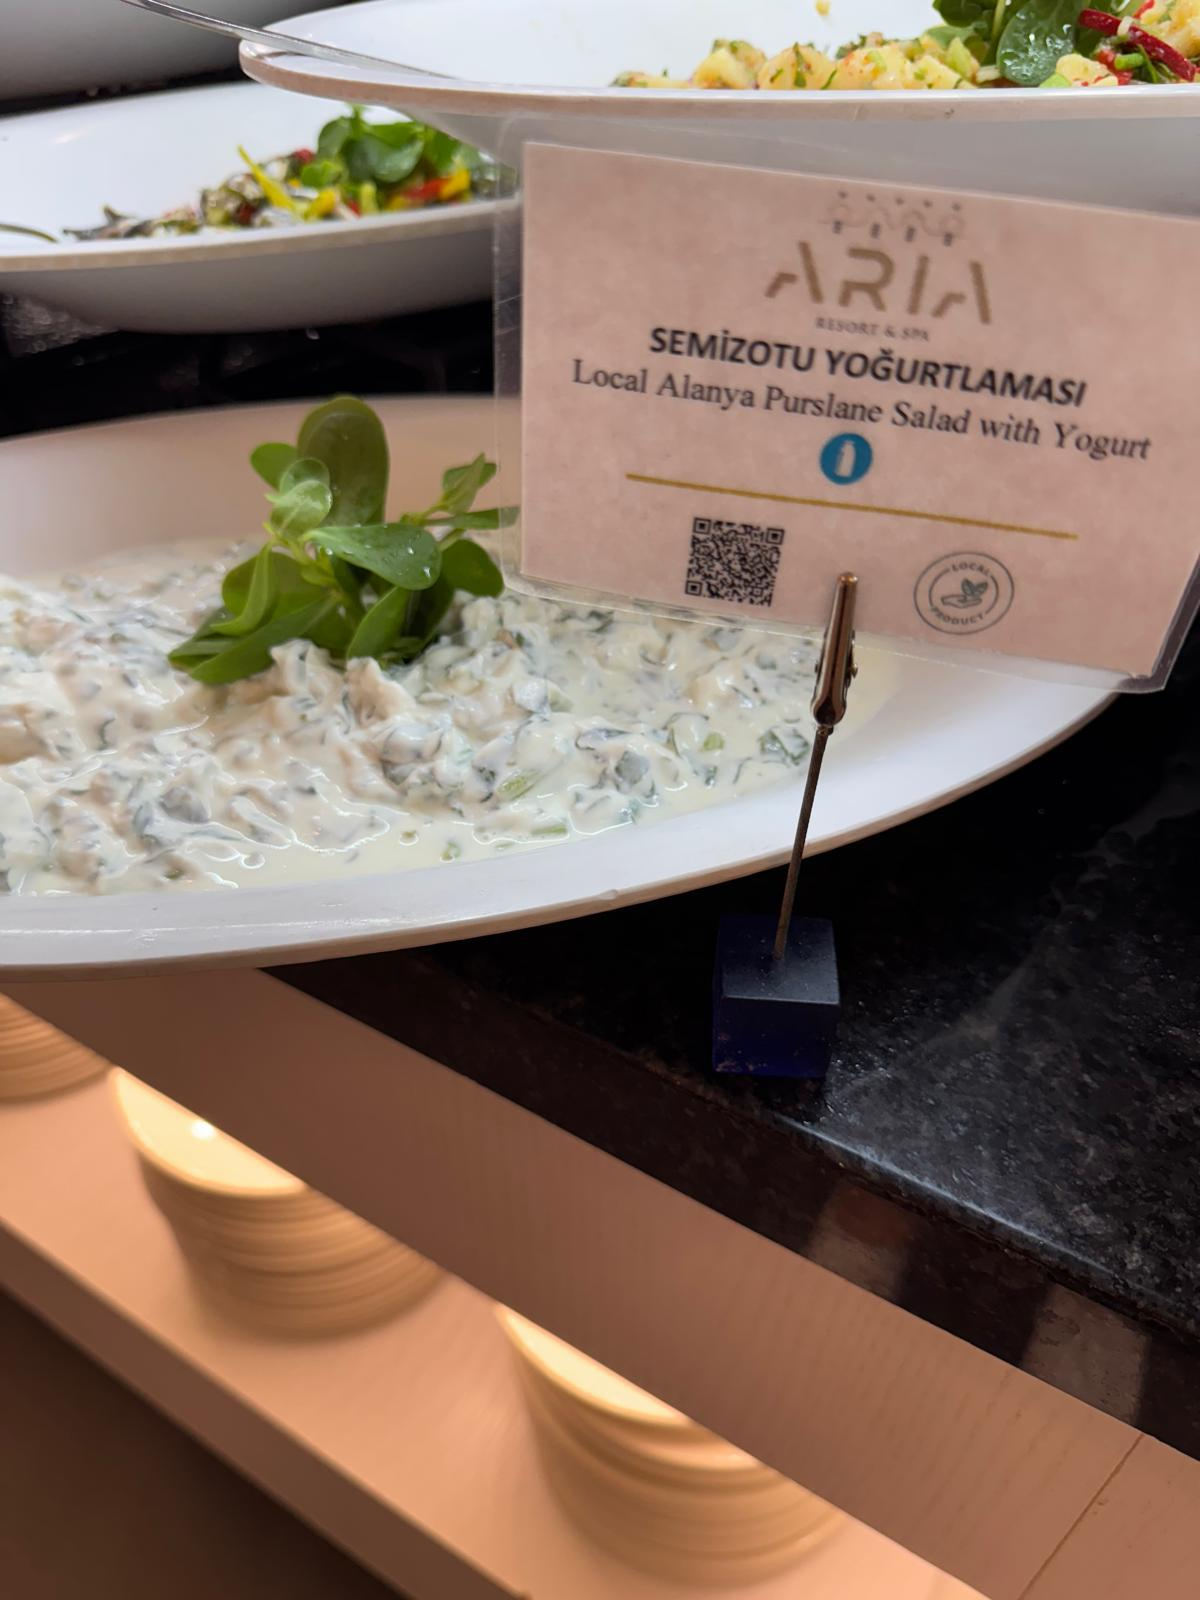 ARIA
RESORT & SPA
SEMİZOTU YOĞURTLAMASI
Local Alanya Purslane Salad with Yogurt
LOCAL
PRODUCT